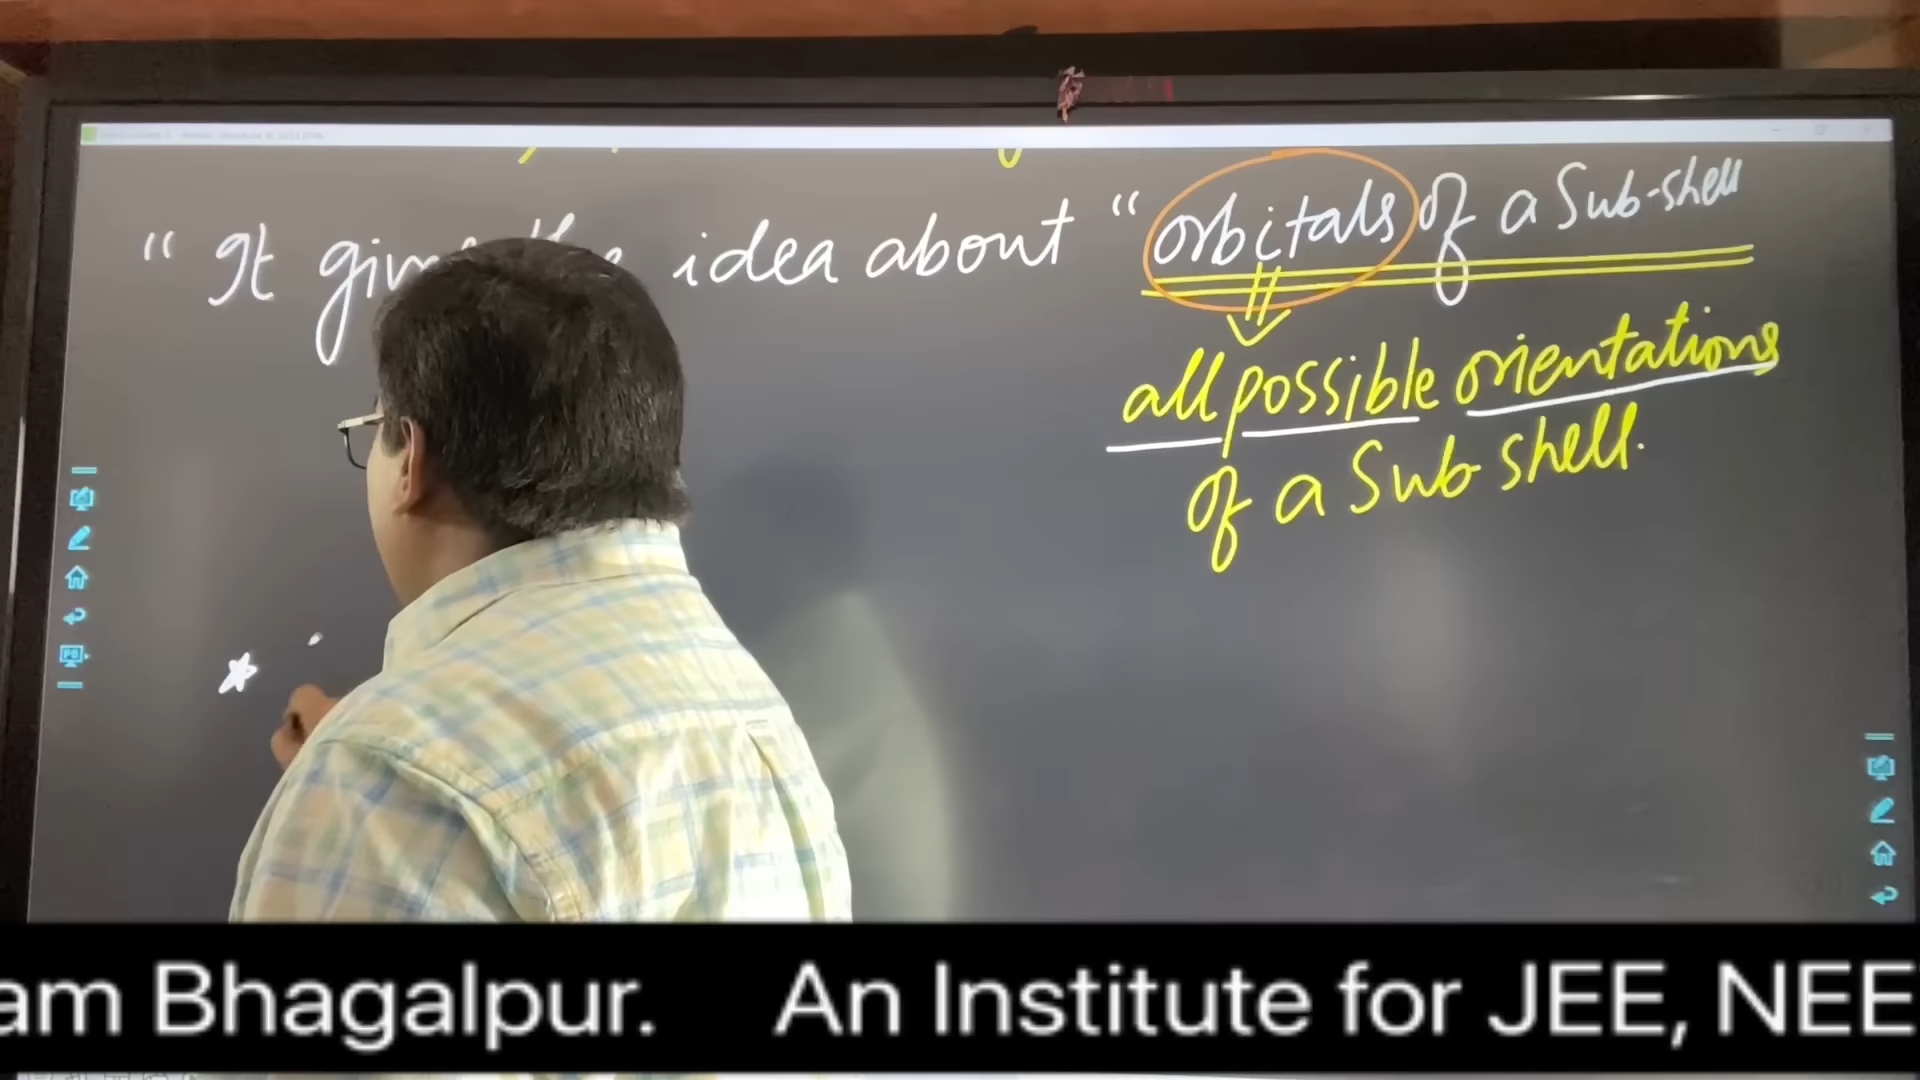 “ It idea about “ orbitals of a Sub-shell
all possible orientations
of a Sub shell.
am Bhagalpur. An Institute for JEE, NEE